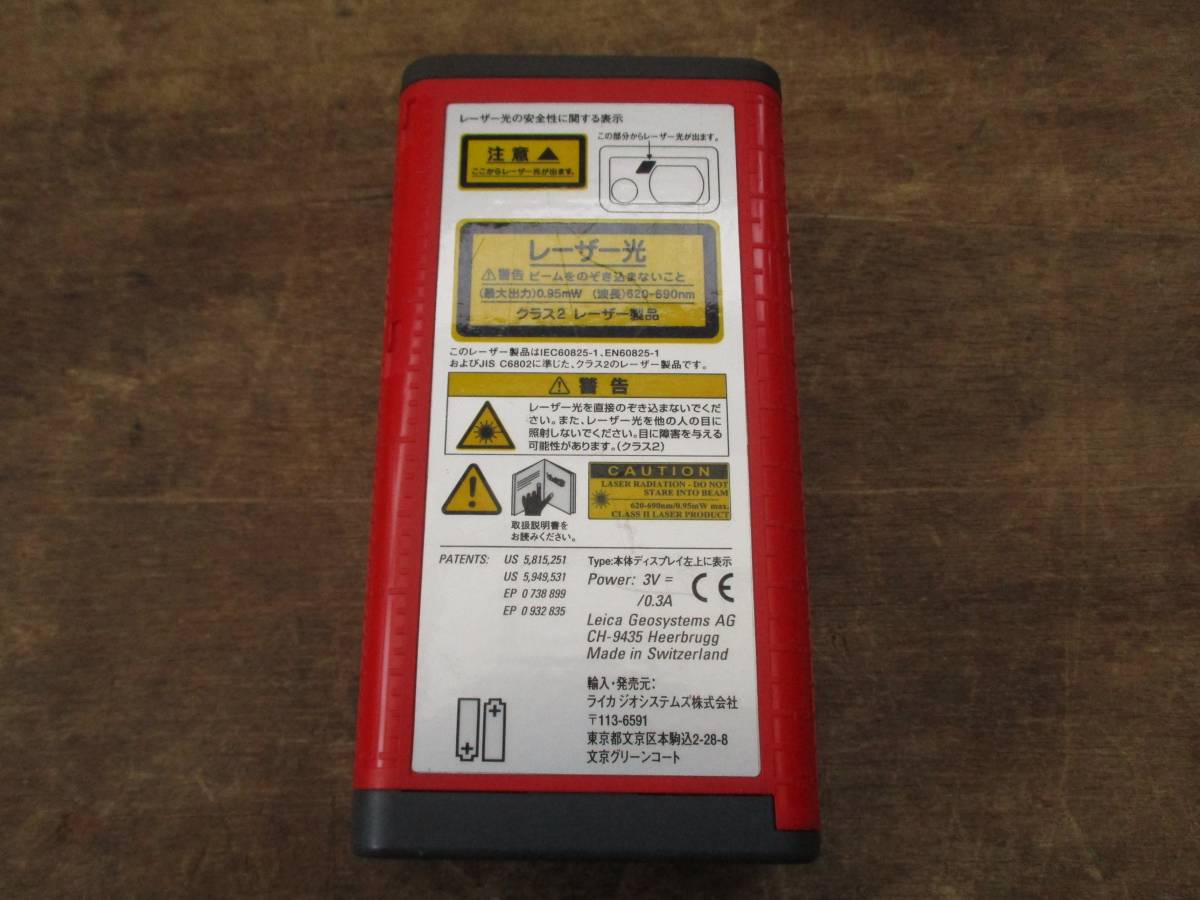 レーザー光の安全性に関する表示
注意
ここからレーザー光が出ます。
この部分からレーザー光が出ます。
レーザー光
警告 ビームをのぞき込まないこと
(最大出力)0.95mW (波長)620-690nm
クラス2 レーザー製品
このレーザー製品はIEC60825-1、EN60825-1
およびJIS C6802に準じた、クラス2のレーザー製品です。
警告
レーザー光を直接のぞき込まないでくだ
さい。また、レーザー光を他の人の目に
照射しないでください。目に障害を与える
可能性があります。(クラス2)
取扱説明書を
お読みください。
CAUTION
LASER RADIATION - DO NOT
STARE INTO BEAM
620-690nm/0.95mW max.
CLASS II LASER PRODUCT
PATENTS: US 5,815,251
US 5,949,531
EP 0 738 899
EP 0 932 835
Type:本体ディスプレイ左上に表示
Power: 3V =
/0.3A
CE
Leica Geosystems AG
CH-9435 Heerbrugg
Made in Switzerland
輸入・発売元:
ライカ ジオシステムズ株式会社
〒113-6591
東京都文京区本駒込2-28-8
文京グリーンコート